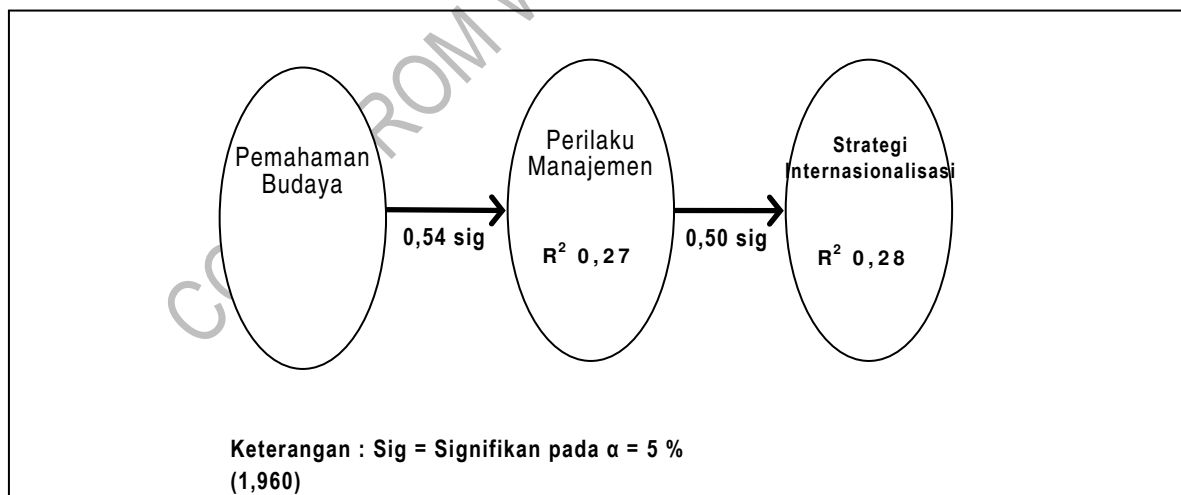 Pemahaman
Budaya
0,54 sig
Perilaku
Manajemen
R² 0,27
0,50 sig
Strategi
Internasionalisasi
R² 0,28
Keterangan : Sig = Signifikan pada α = 5 %
(1,960)